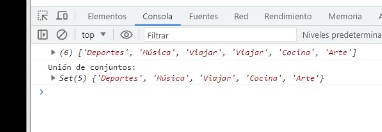 Elementos Consola Fuentes Red Rendimiento Memoria
top Filtrar Niveles predeterminad
(6) ['Deportes', 'Música', 'Viajar', 'Viajar', 'Cocina', 'Arte']
Unión de conjuntos:
Set(5) {'Deportes', 'Música', 'Viajar', 'Cocina', 'Arte'}